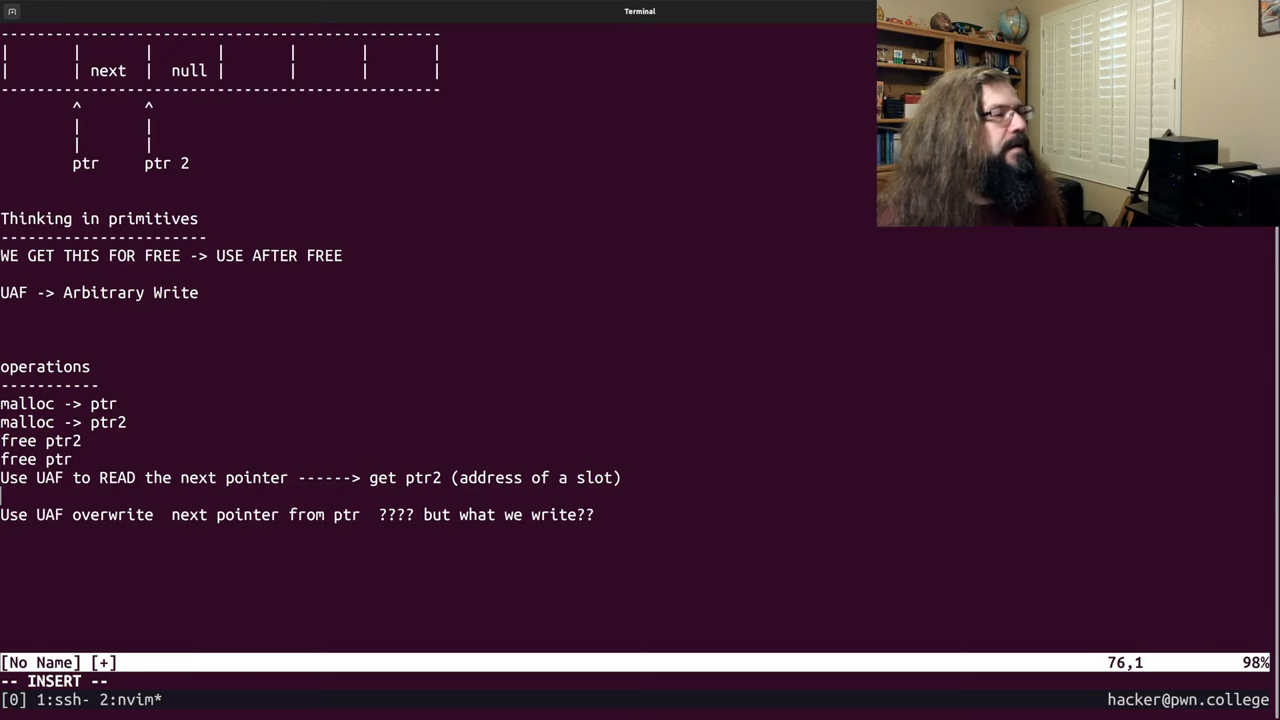 Terminal
-------------------------------------------------
|       |       |       |       |       |       |
|       | next  |  null |       |       |       |
-------------------------------------------------
        ^       ^
        |       |
        |       |
        ptr     ptr 2
Thinking in primitives
-----------------------
WE GET THIS FOR FREE -> USE AFTER FREE
UAF -> Arbitrary Write
operations
-----------
malloc -> ptr
malloc -> ptr2
free ptr2
free ptr
Use UAF to READ the next pointer ------> get ptr2 (address of a slot)
Use UAF overwrite  next pointer from ptr  ???? but what we write??
[No Name] [+] 76,1 98%
-- INSERT --
[0] 1:ssh- 2:nvim* hacker@pwn.college